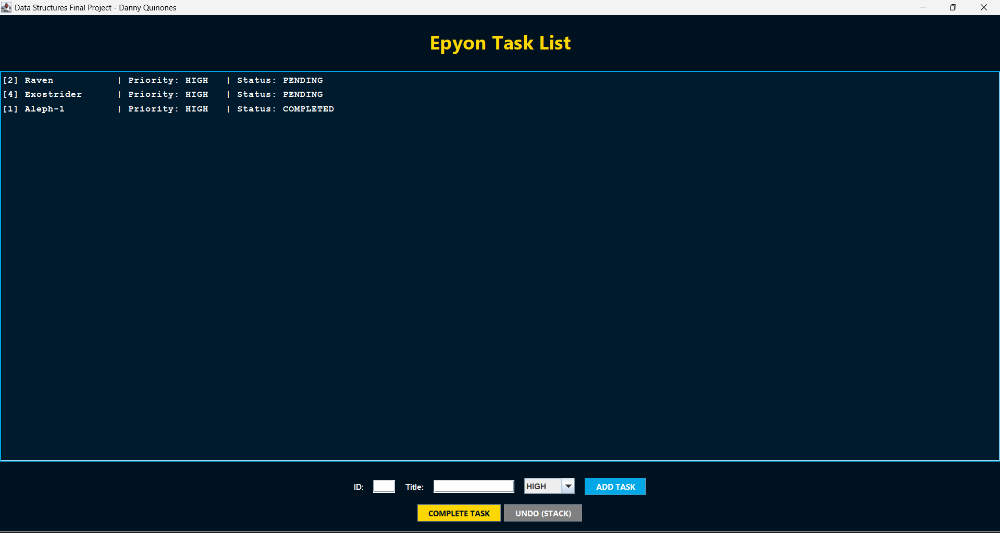 Data Structures Final Project - Danny Quinones
Epyon Task List
[2] Raven | Priority: HIGH | Status: PENDING
[4] Exostrider | Priority: HIGH | Status: PENDING
[1] Aleph-1 | Priority: HIGH | Status: COMPLETED
ID: Title: HIGH ADD TASK
COMPLETE TASK UNDO (STACK)